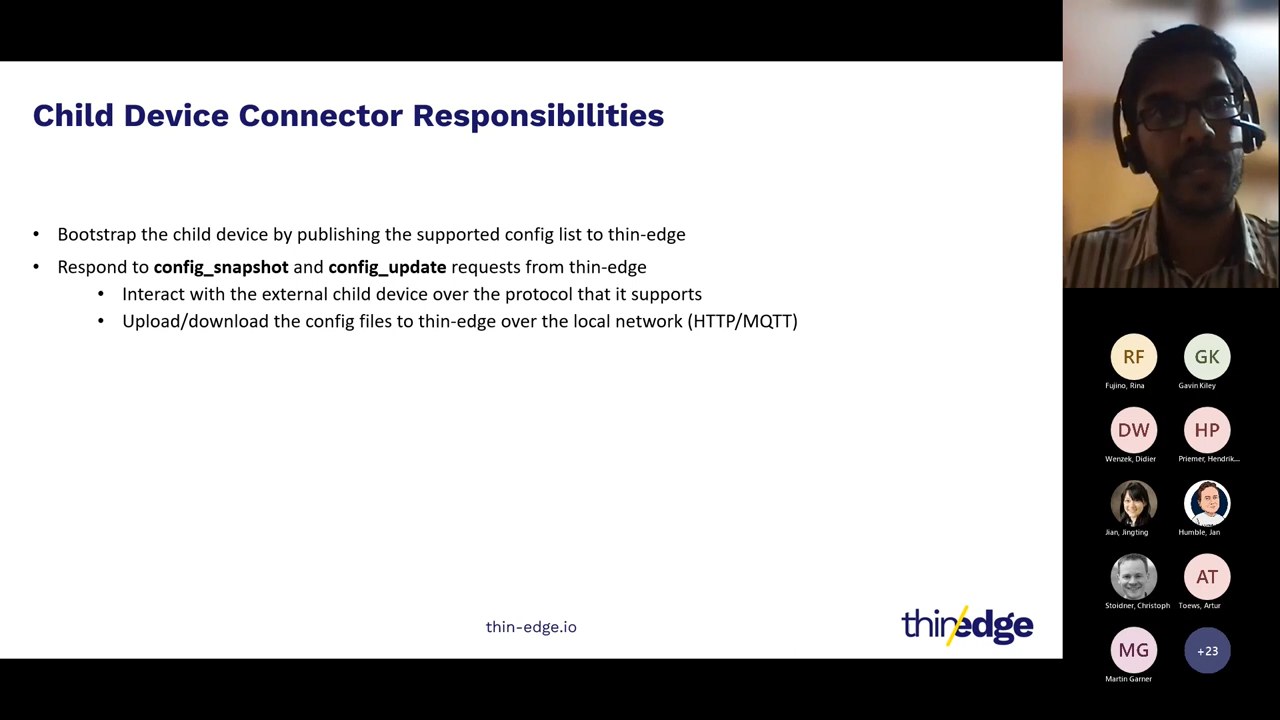 Child Device Connector Responsibilities
• Bootstrap the child device by publishing the supported config list to thin-edge
• Respond to config_snapshot and config_update requests from thin-edge
• Interact with the external child device over the protocol that it supports
• Upload/download the config files to thin-edge over the local network (HTTP/MQTT)
thin-edge.io
thin/edge
RF
GK
Fujino, Rina
Gavin Kiley
DW
HP
Wenzek, Didier
Priemer, Hendrik...
Jian, Jingting
Humble, Jan
AT
Stoidner, Christoph
Toews, Artur
MG
+23
Martin Garner